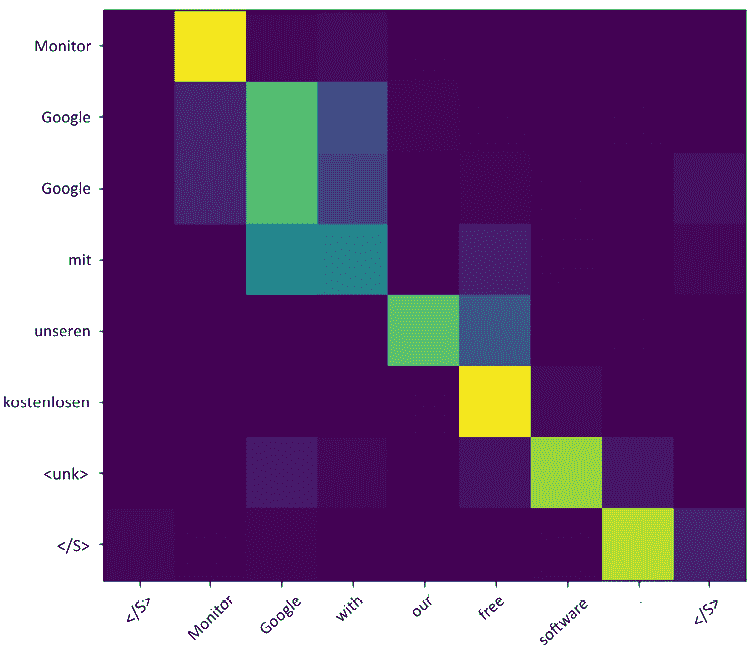 Monitor
Google
Google
mit
unseren
kostenlosen
<unk>
</S>
</S> Monitor Google with our free software . </S>